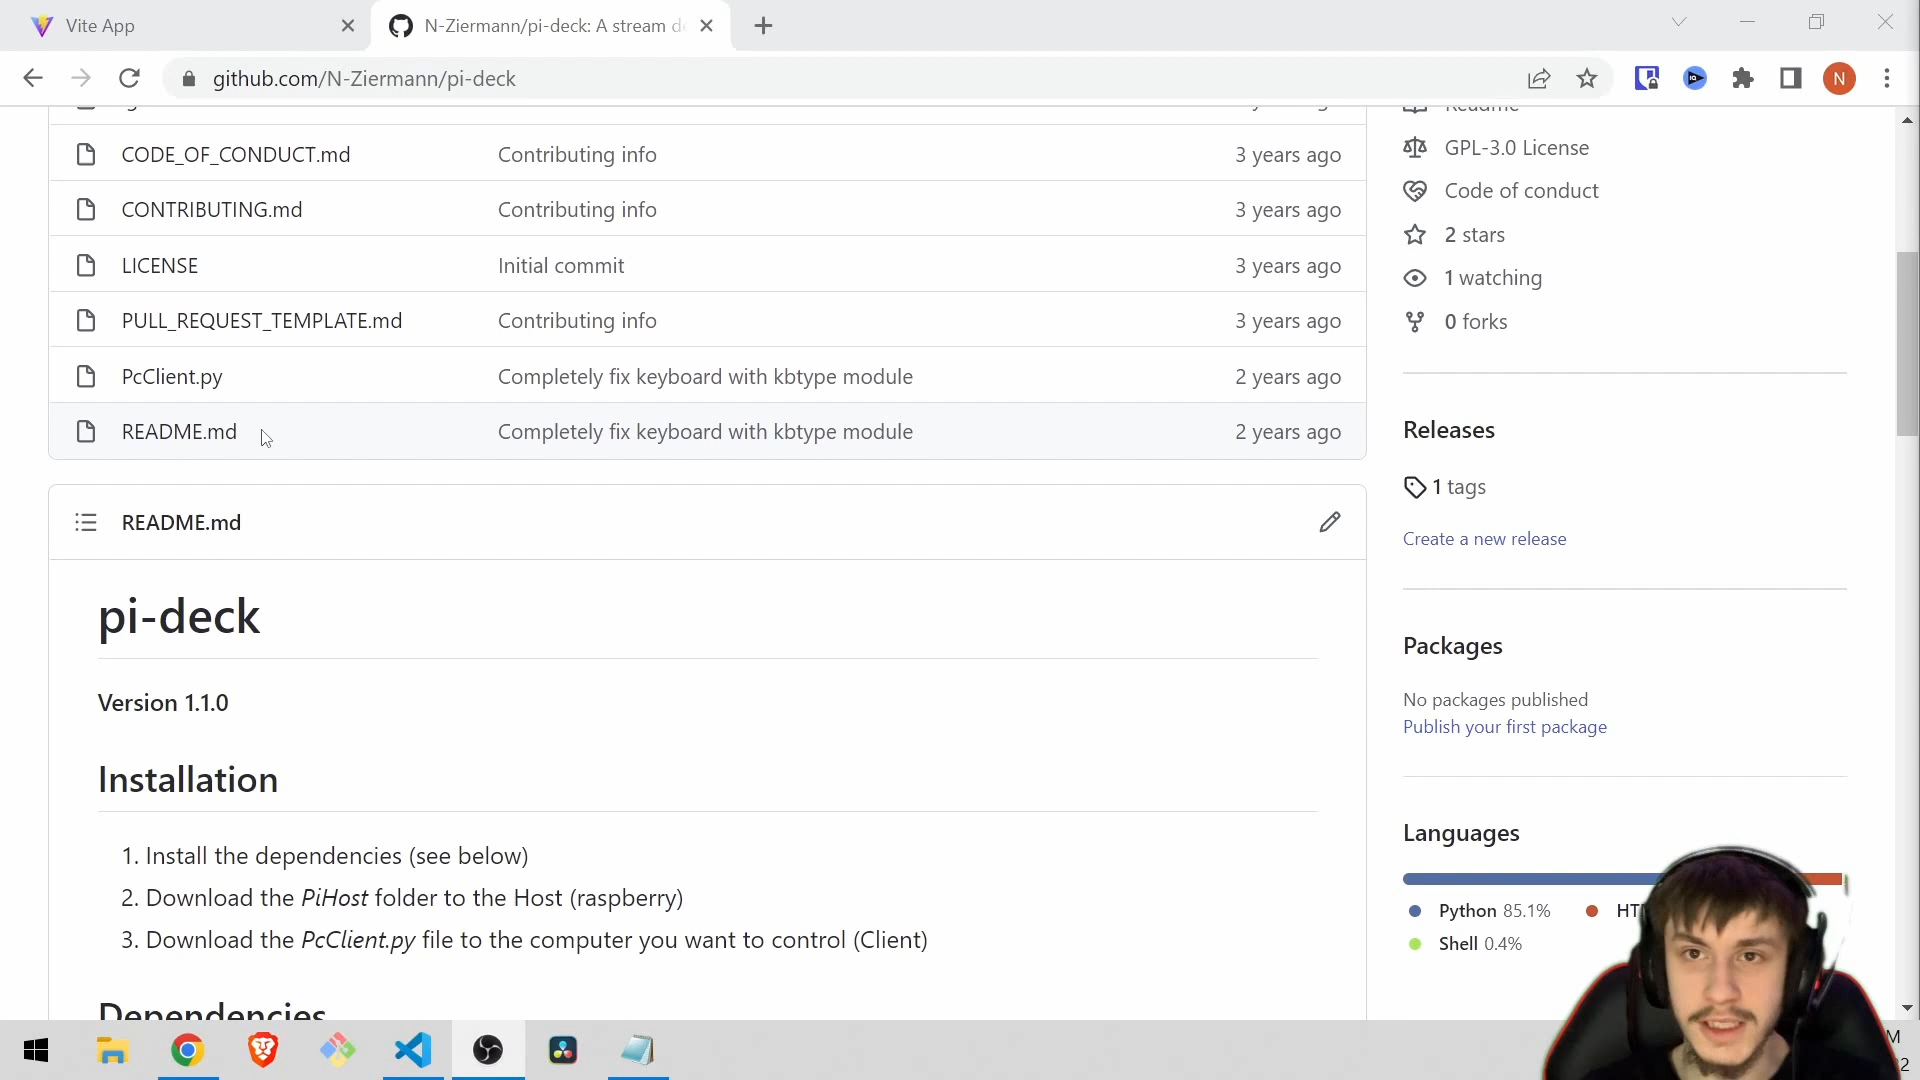 Vite App
N-Ziermann/pi-deck: A stream d
github.com/N-Ziermann/pi-deck
N
Readme
CODE_OF_CONDUCT.md Contributing info 3 years ago
GPL-3.0 License
Code of conduct
CONTRIBUTING.md Contributing info 3 years ago
2 stars
LICENSE Initial commit 3 years ago
1 watching
PULL_REQUEST_TEMPLATE.md Contributing info 3 years ago
0 forks
PcClient.py Completely fix keyboard with kbtype module 2 years ago
README.md Completely fix keyboard with kbtype module 2 years ago
Releases
1 tags
README.md
Create a new release
pi-deck
Packages
Version 1.1.0
No packages published
Publish your first package
Installation
Languages
1. Install the dependencies (see below)
2. Download the PiHost folder to the Host (raspberry)
3. Download the PcClient.py file to the computer you want to control (Client)
Python 85.1% HT
Shell 0.4%
Dependencies
M
2